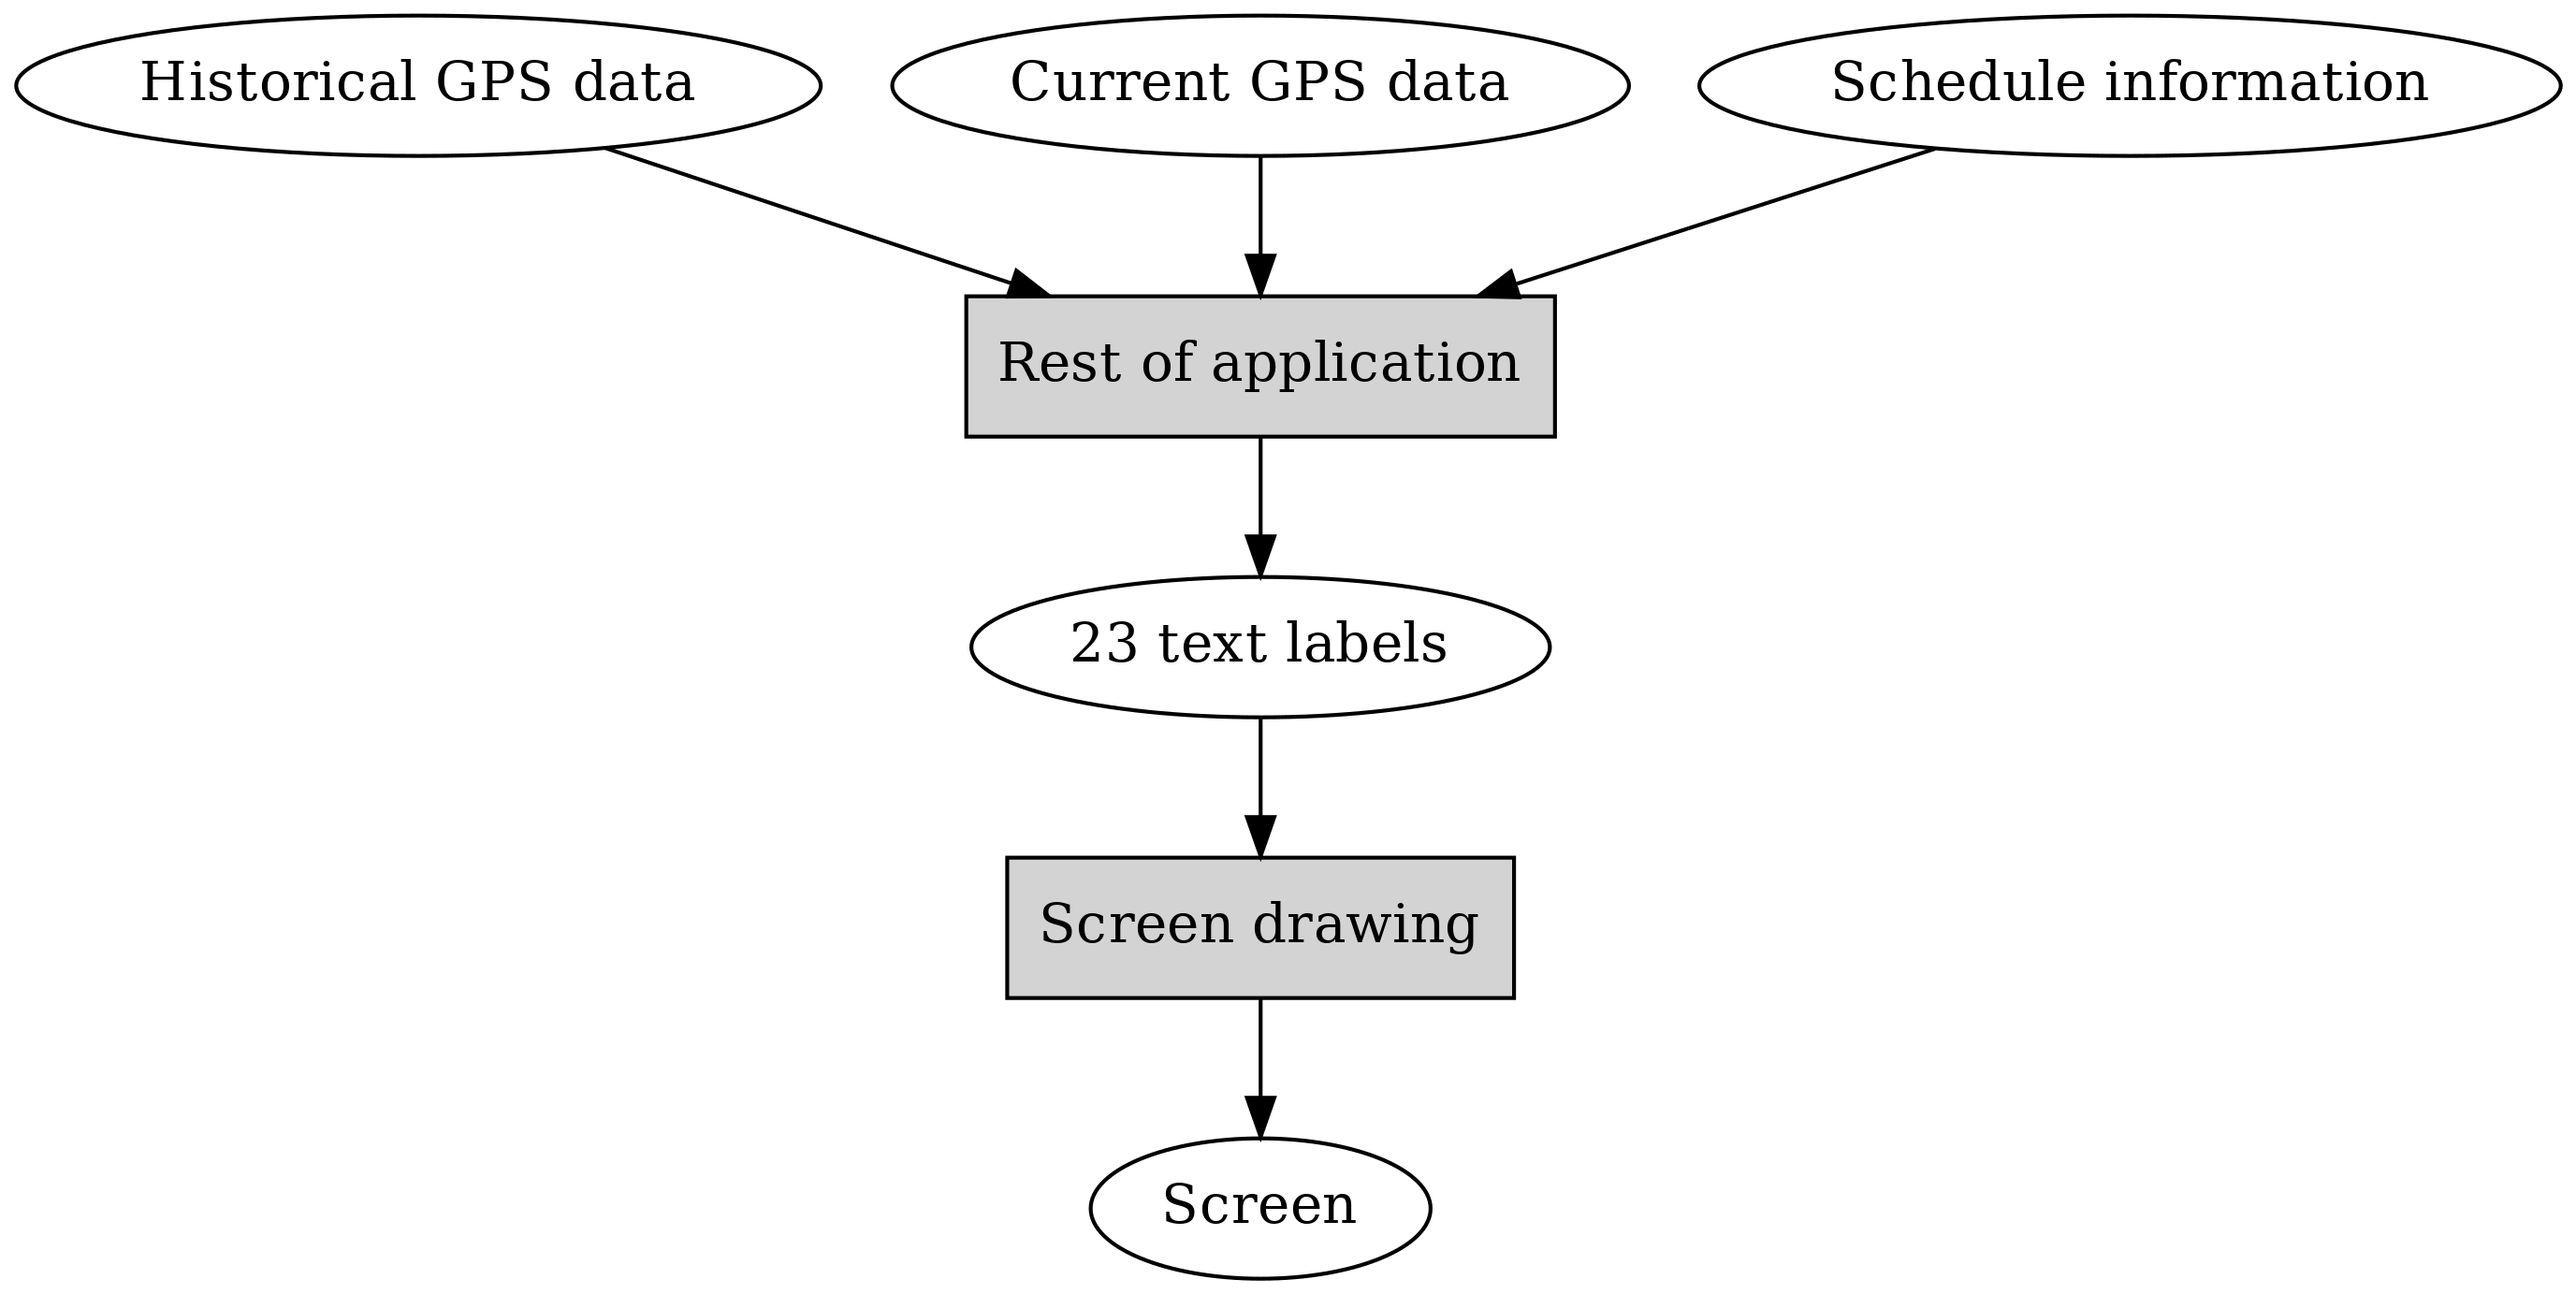 Historical GPS data
Current GPS data
Schedule information
Rest of application
23 text labels
Screen drawing
Screen